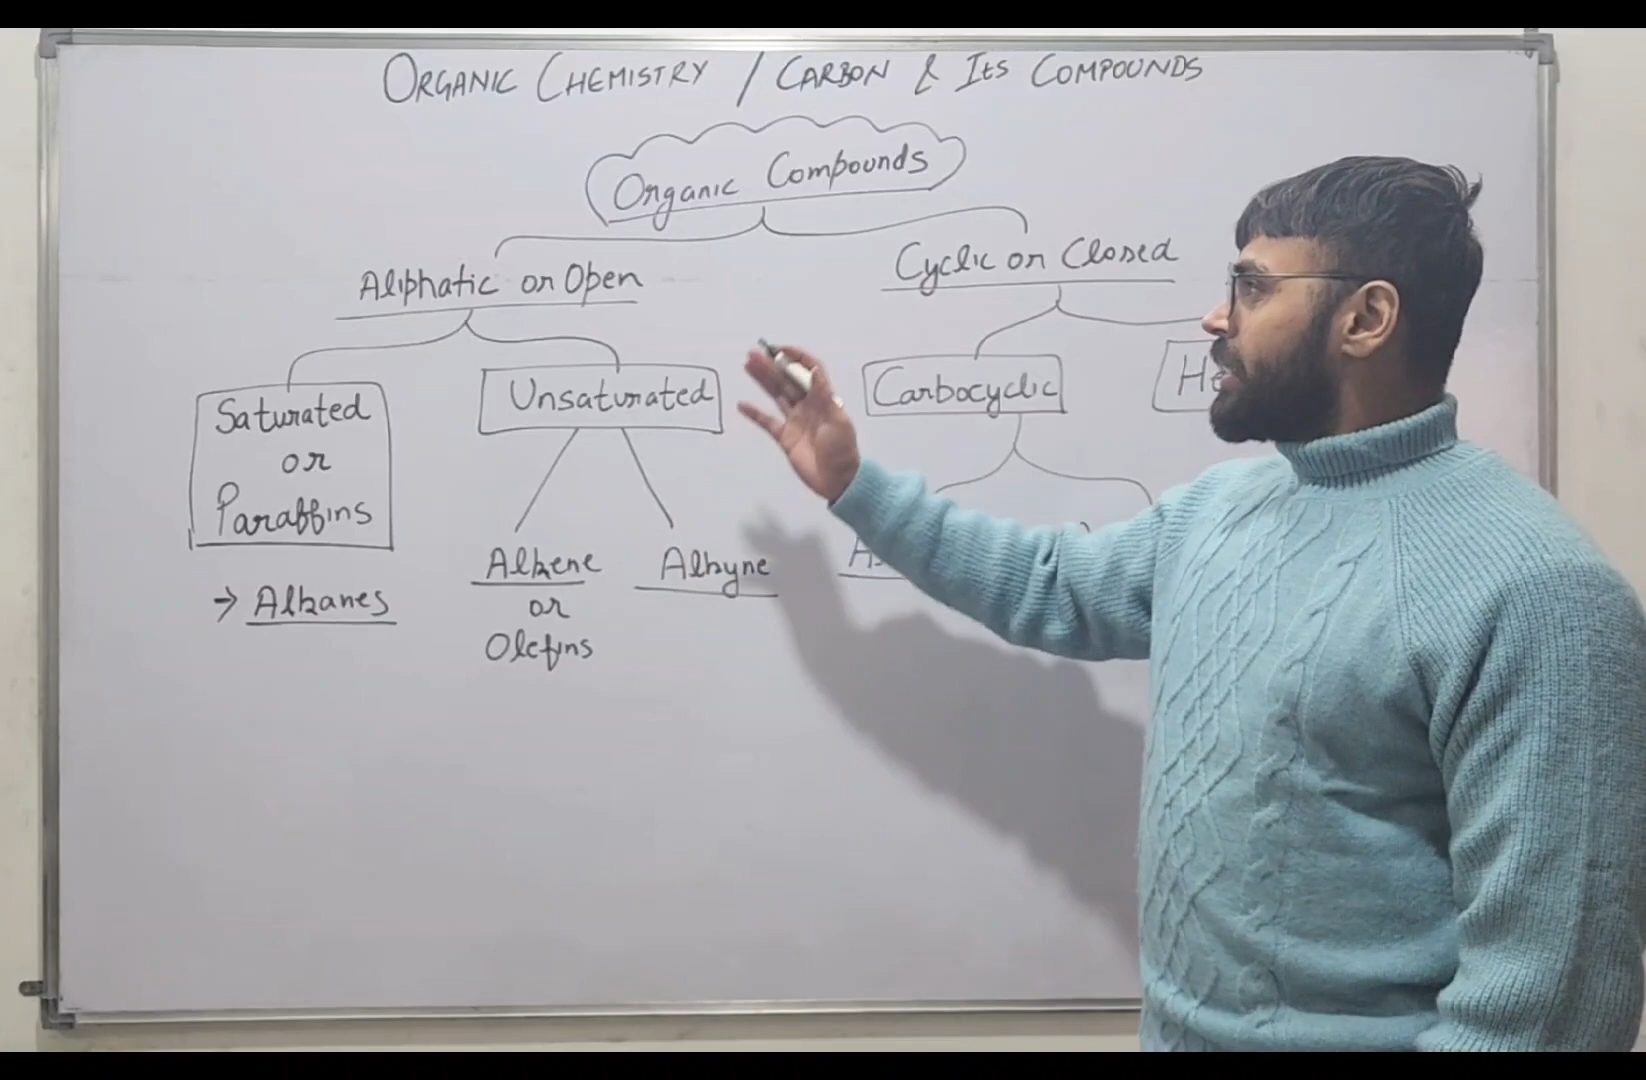 ORGANIC CHEMISTRY / CARBON & ITS COMPOUNDS
Organic Compounds
Aliphatic or Open
Cyclic or Closed
Saturated
or
Paraffins
Unsaturated
Carbocyclic
→ Alkanes
Alkene
or
Olefins
Alkyne